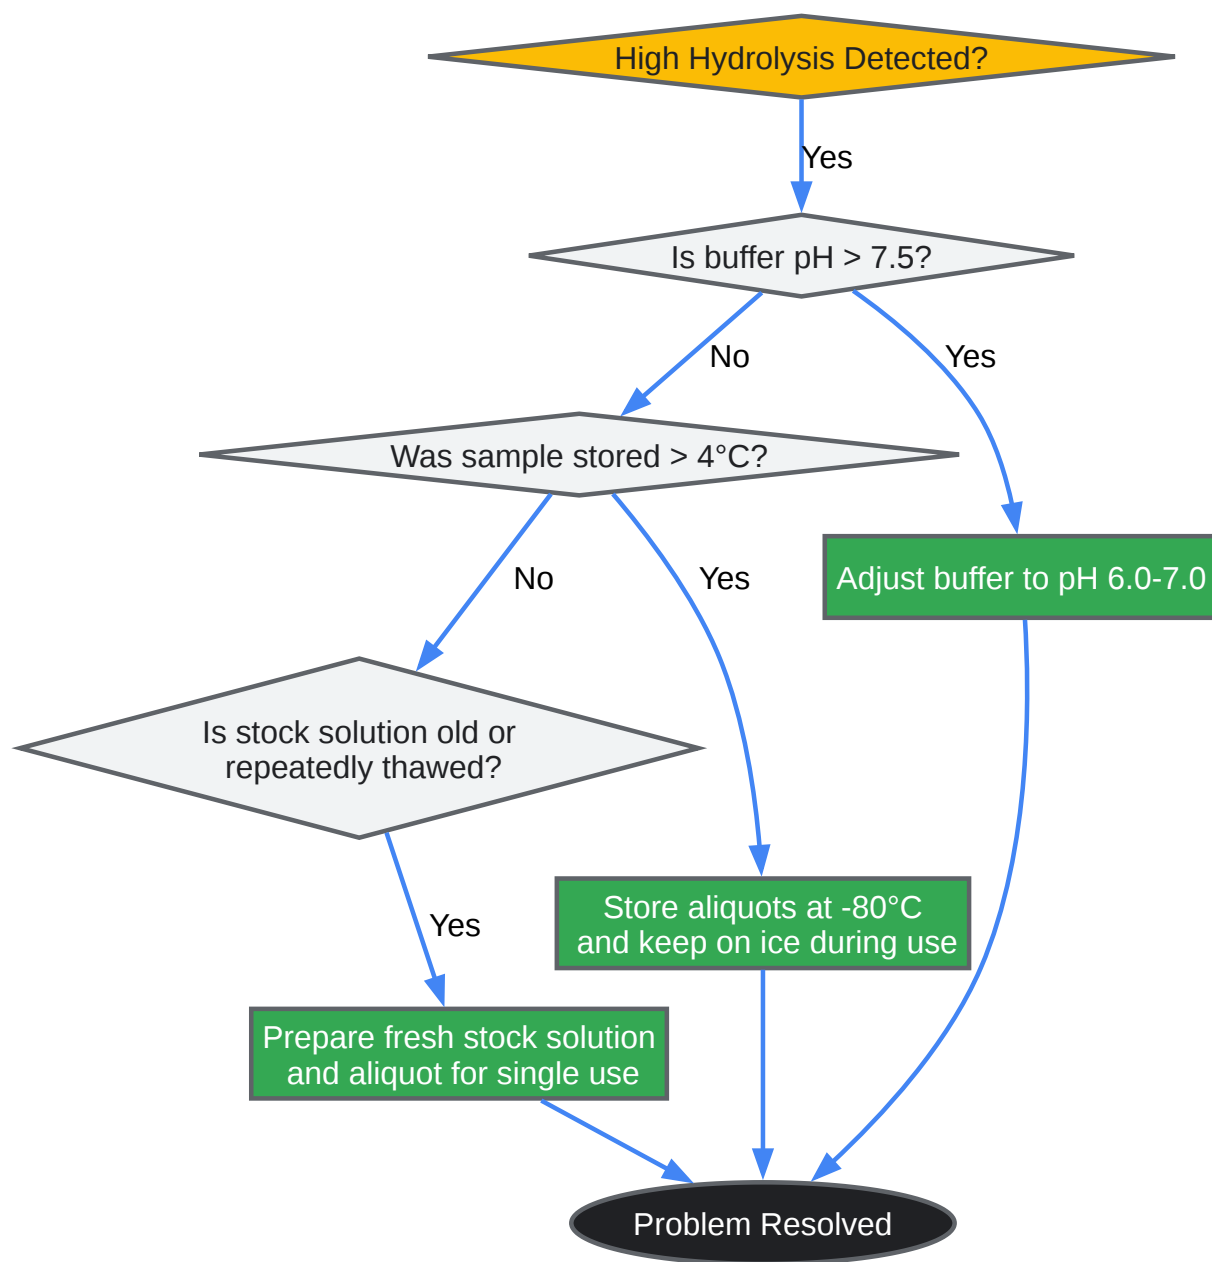 High Hydrolysis Detected?
Yes
Is buffer pH > 7.5?
No
Yes
Was sample stored > 4°C?
No
Yes
Adjust buffer to pH 6.0-7.0
Is stock solution old or
repeatedly thawed?
Yes
Store aliquots at -80°C
and keep on ice during use
Prepare fresh stock solution
and aliquot for single use
Problem Resolved